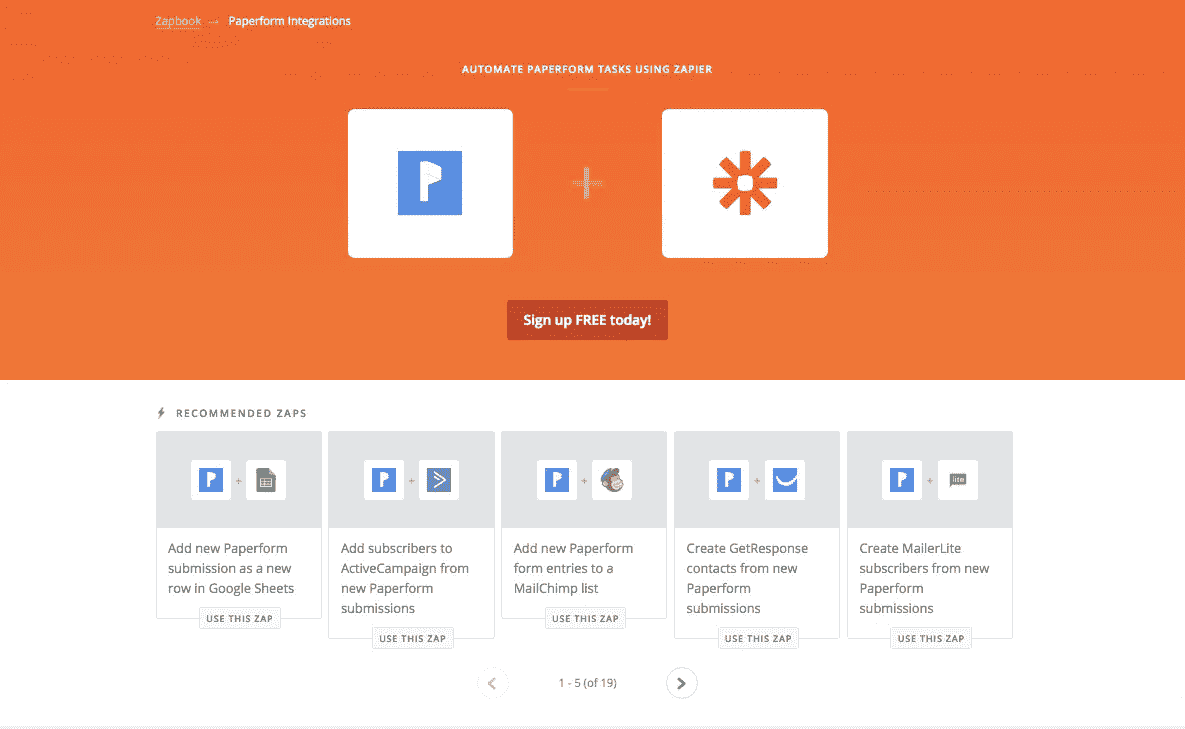 Zapbook → Paperform Integrations
AUTOMATE PAPERFORM TASKS USING ZAPIER
P
+
Sign up FREE today!
RECOMMENDED ZAPS
P +
P + >
P +
P +
P + lite
Add new Paperform
submission as a new
row in Google Sheets
USE THIS ZAP
Add subscribers to
ActiveCampaign from
new Paperform
submissions
USE THIS ZAP
Add new Paperform
form entries to a
MailChimp list
USE THIS ZAP
Create GetResponse
contacts from new
Paperform
submissions
USE THIS ZAP
Create MailerLite
subscribers from new
Paperform
submissions
USE THIS ZAP
1 - 5 (of 19)